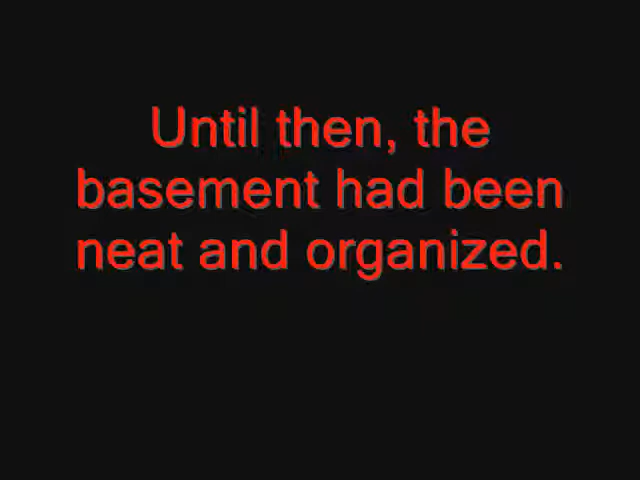 Until then, the
basement had been
neat and organized.